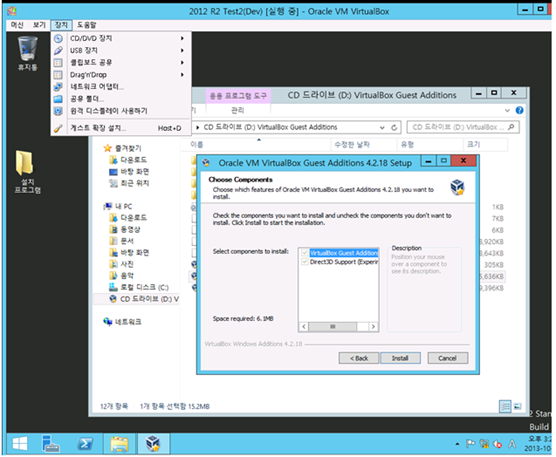 2012 R2 Test2(Dev) [실행 중] - Oracle VM VirtualBox
머신 보기 장치 도움말
CD/DVD 장치
USB 장치
클립보드 공유
Drag'n'Drop
네트워크 어댑터...
공유 폴더...
원격 디스플레이 사용하기
게스트 확장 설치... Host+D
휴지통
설치
프로그램
응용 프로그램 도구
CD 드라이브 (D:) VirtualBox Guest Additions
관리
CD 드라이브 (D:) VirtualBox Guest Additions
CD 드라이브 (D:) VirtualBox ...
이름 수정한 날짜 유형 크기
즐겨찾기
다운로드
바탕 화면
최근 위치
내 PC
다운로드
동영상
문서
바탕 화면
사진
음악
로컬 디스크 (C:)
CD 드라이브 (D:) V
네트워크
1KB
7KB
6KB
3,920KB
3,643KB
305KB
5,636KB
9,396KB
Oracle VM VirtualBox Guest Additions 4.2.18 Setup
Choose Components
Choose which features of Oracle VM VirtualBox Guest Additions 4.2.18 you want to
install.
Check the components you want to install and uncheck the components you don't want to
install. Click Install to start the installation.
Select components to install:
VirtualBox Guest Addition
Direct3D Support (Experim
Description
Position your mouse
over a component to
see its description.
Space required: 6.1MB
VirtualBox Windows Additions 4.2.18
< Back Install Cancel
12개 항목 1개 항목 선택함 15.2MB
2 Stan
Build
오후 3:2
2013-10-